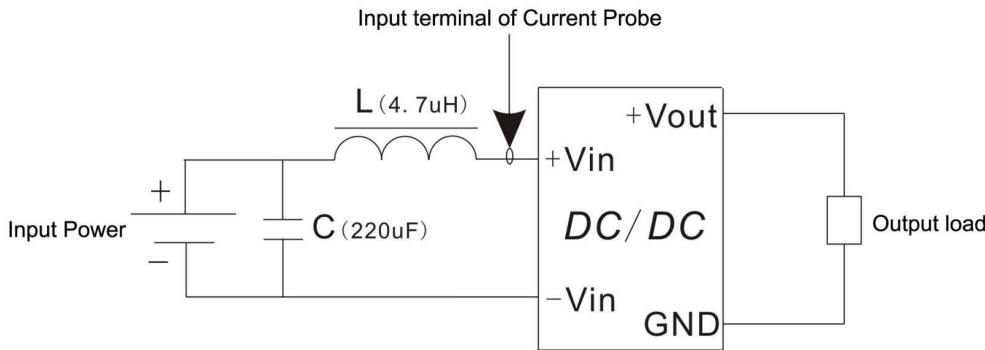 Input terminal of Current Probe
L (4. 7uH)
+Vout
+Vin
+
Input Power
−
C (220uF)
DC/DC
Output load
−Vin
GND